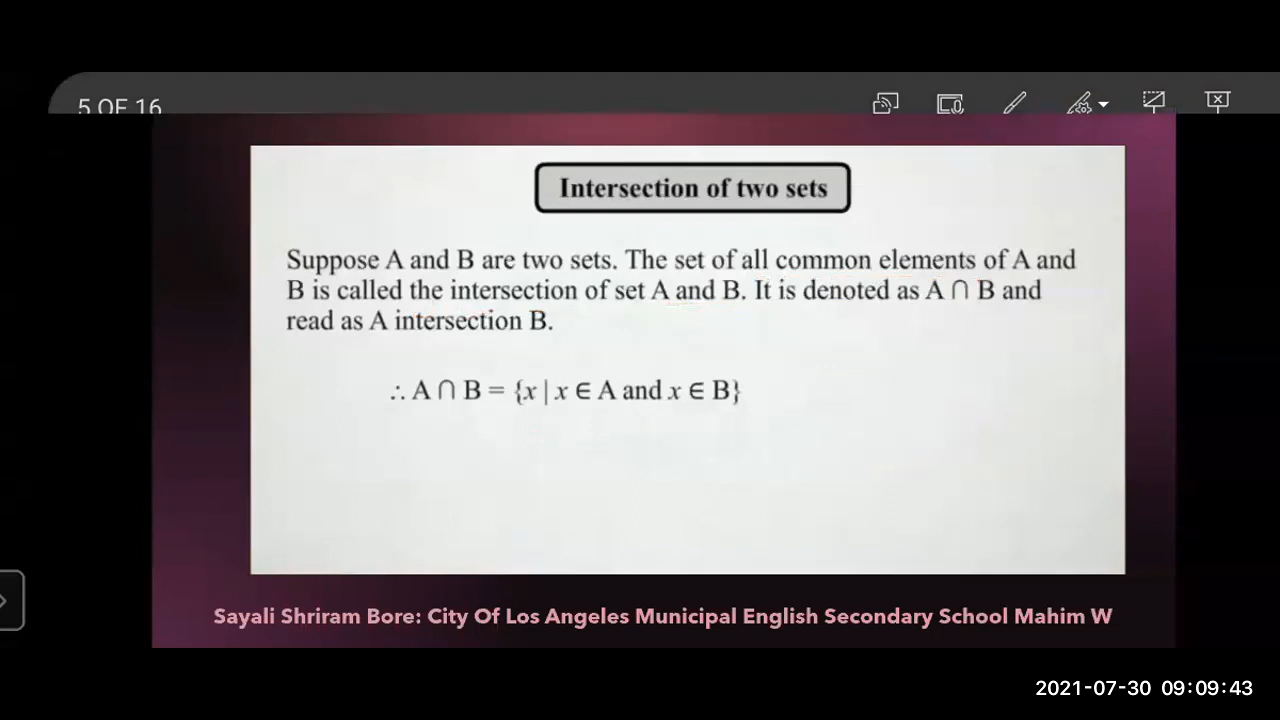 5 OF 16
Intersection of two sets
Suppose A and B are two sets. The set of all common elements of A and
B is called the intersection of set A and B. It is denoted as A ∩ B and
read as A intersection B.
∴ A ∩ B = {x | x ∈ A and x ∈ B}
Sayali Shriram Bore: City Of Los Angeles Municipal English Secondary School Mahim W
2021-07-30 09:09:43